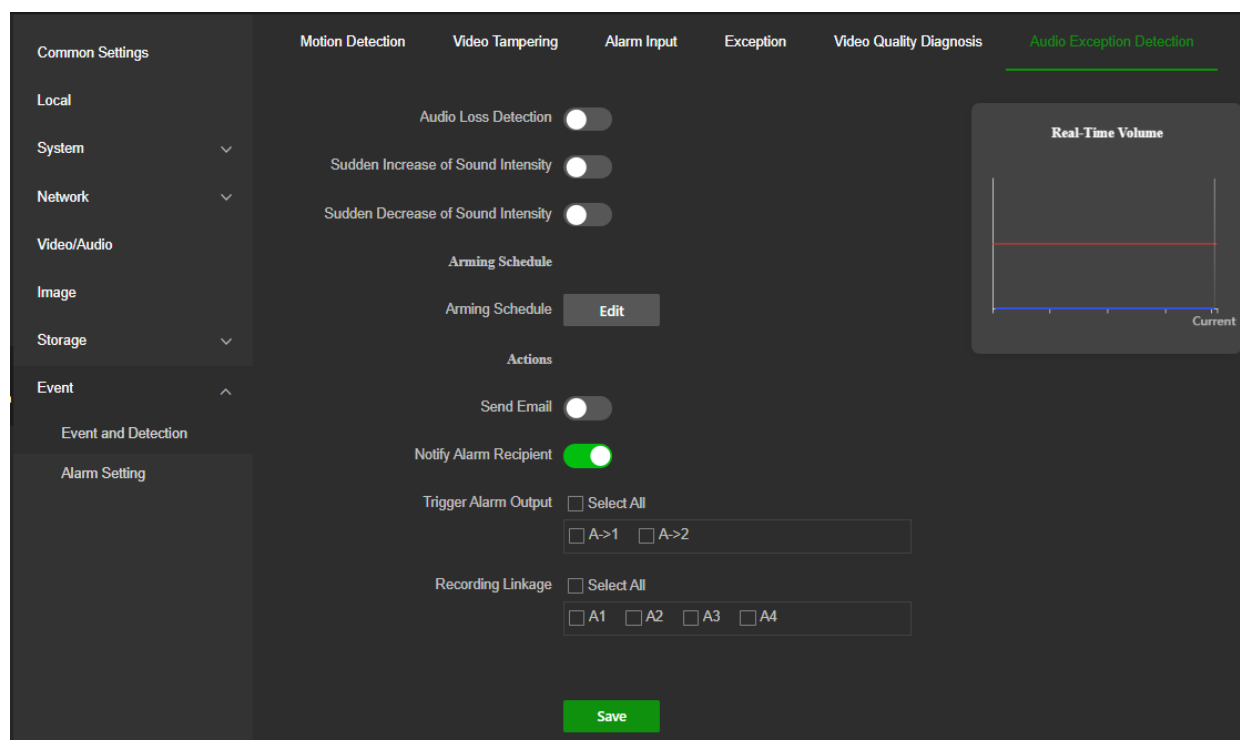 Common Settings
Local
System
Network
Video/Audio
Image
Storage
Event
Event and Detection
Alarm Setting
Motion Detection Video Tampering Alarm Input Exception Video Quality Diagnosis Audio Exception Detection
Audio Loss Detection
Sudden Increase of Sound Intensity
Sudden Decrease of Sound Intensity
Arming Schedule
Arming Schedule Edit
Actions
Send Email
Notify Alarm Recipient
Trigger Alarm Output Select All
A->1 A->2
Recording Linkage Select All
A1 A2 A3 A4
Save
Real-Time Volume
Current